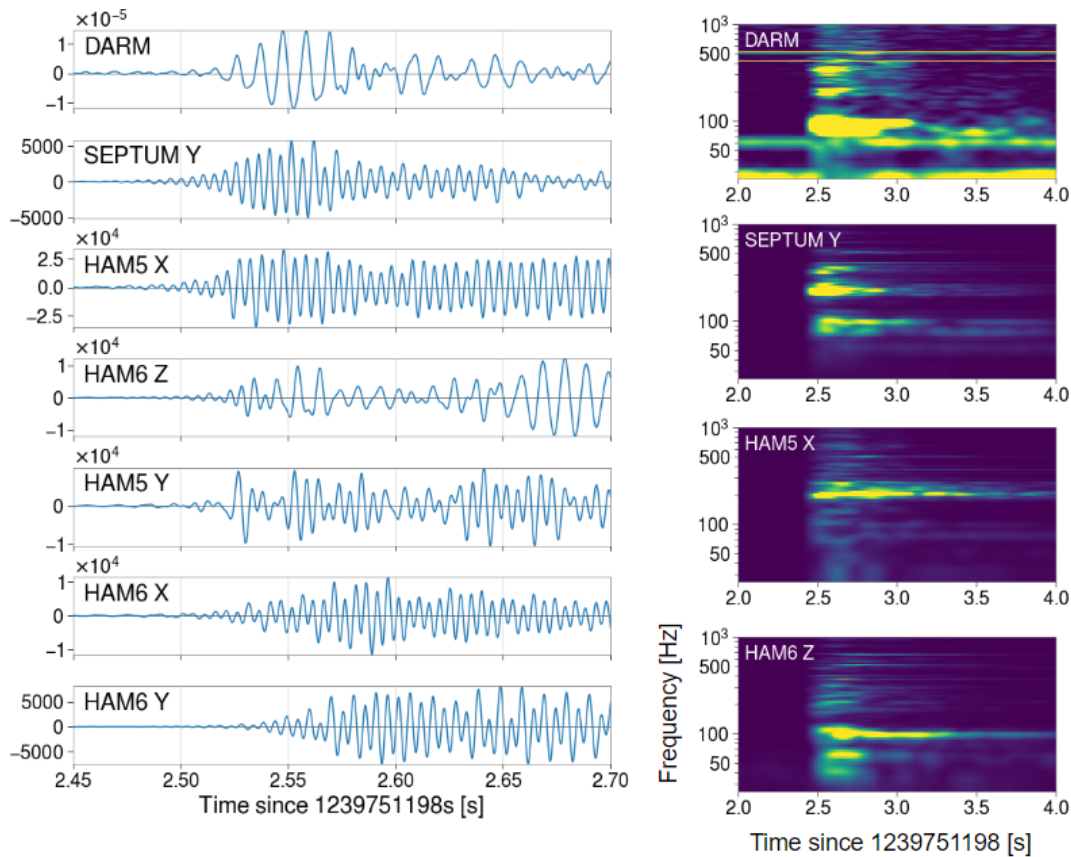 ×10⁻⁵
DARM
1
0
−1
SEPTUM Y
5000
0
−5000
×10⁴
HAM5 X
2.5
0.0
−2.5
×10⁴
HAM6 Z
1
0
−1
×10⁴
HAM5 Y
1
0
−1
×10⁴
HAM6 X
1
0
−1
HAM6 Y
5000
0
−5000
2.45 2.50 2.55 2.60 2.65 2.70
Time since 1239751198s [s]
Frequency [Hz]
10³
DARM
500
100
50
2.0 2.5 3.0 3.5 4.0
10³
SEPTUM Y
500
100
50
2.0 2.5 3.0 3.5 4.0
10³
HAM5 X
500
100
50
2.0 2.5 3.0 3.5 4.0
10³
HAM6 Z
500
100
50
2.0 2.5 3.0 3.5 4.0
Time since 1239751198 [s]